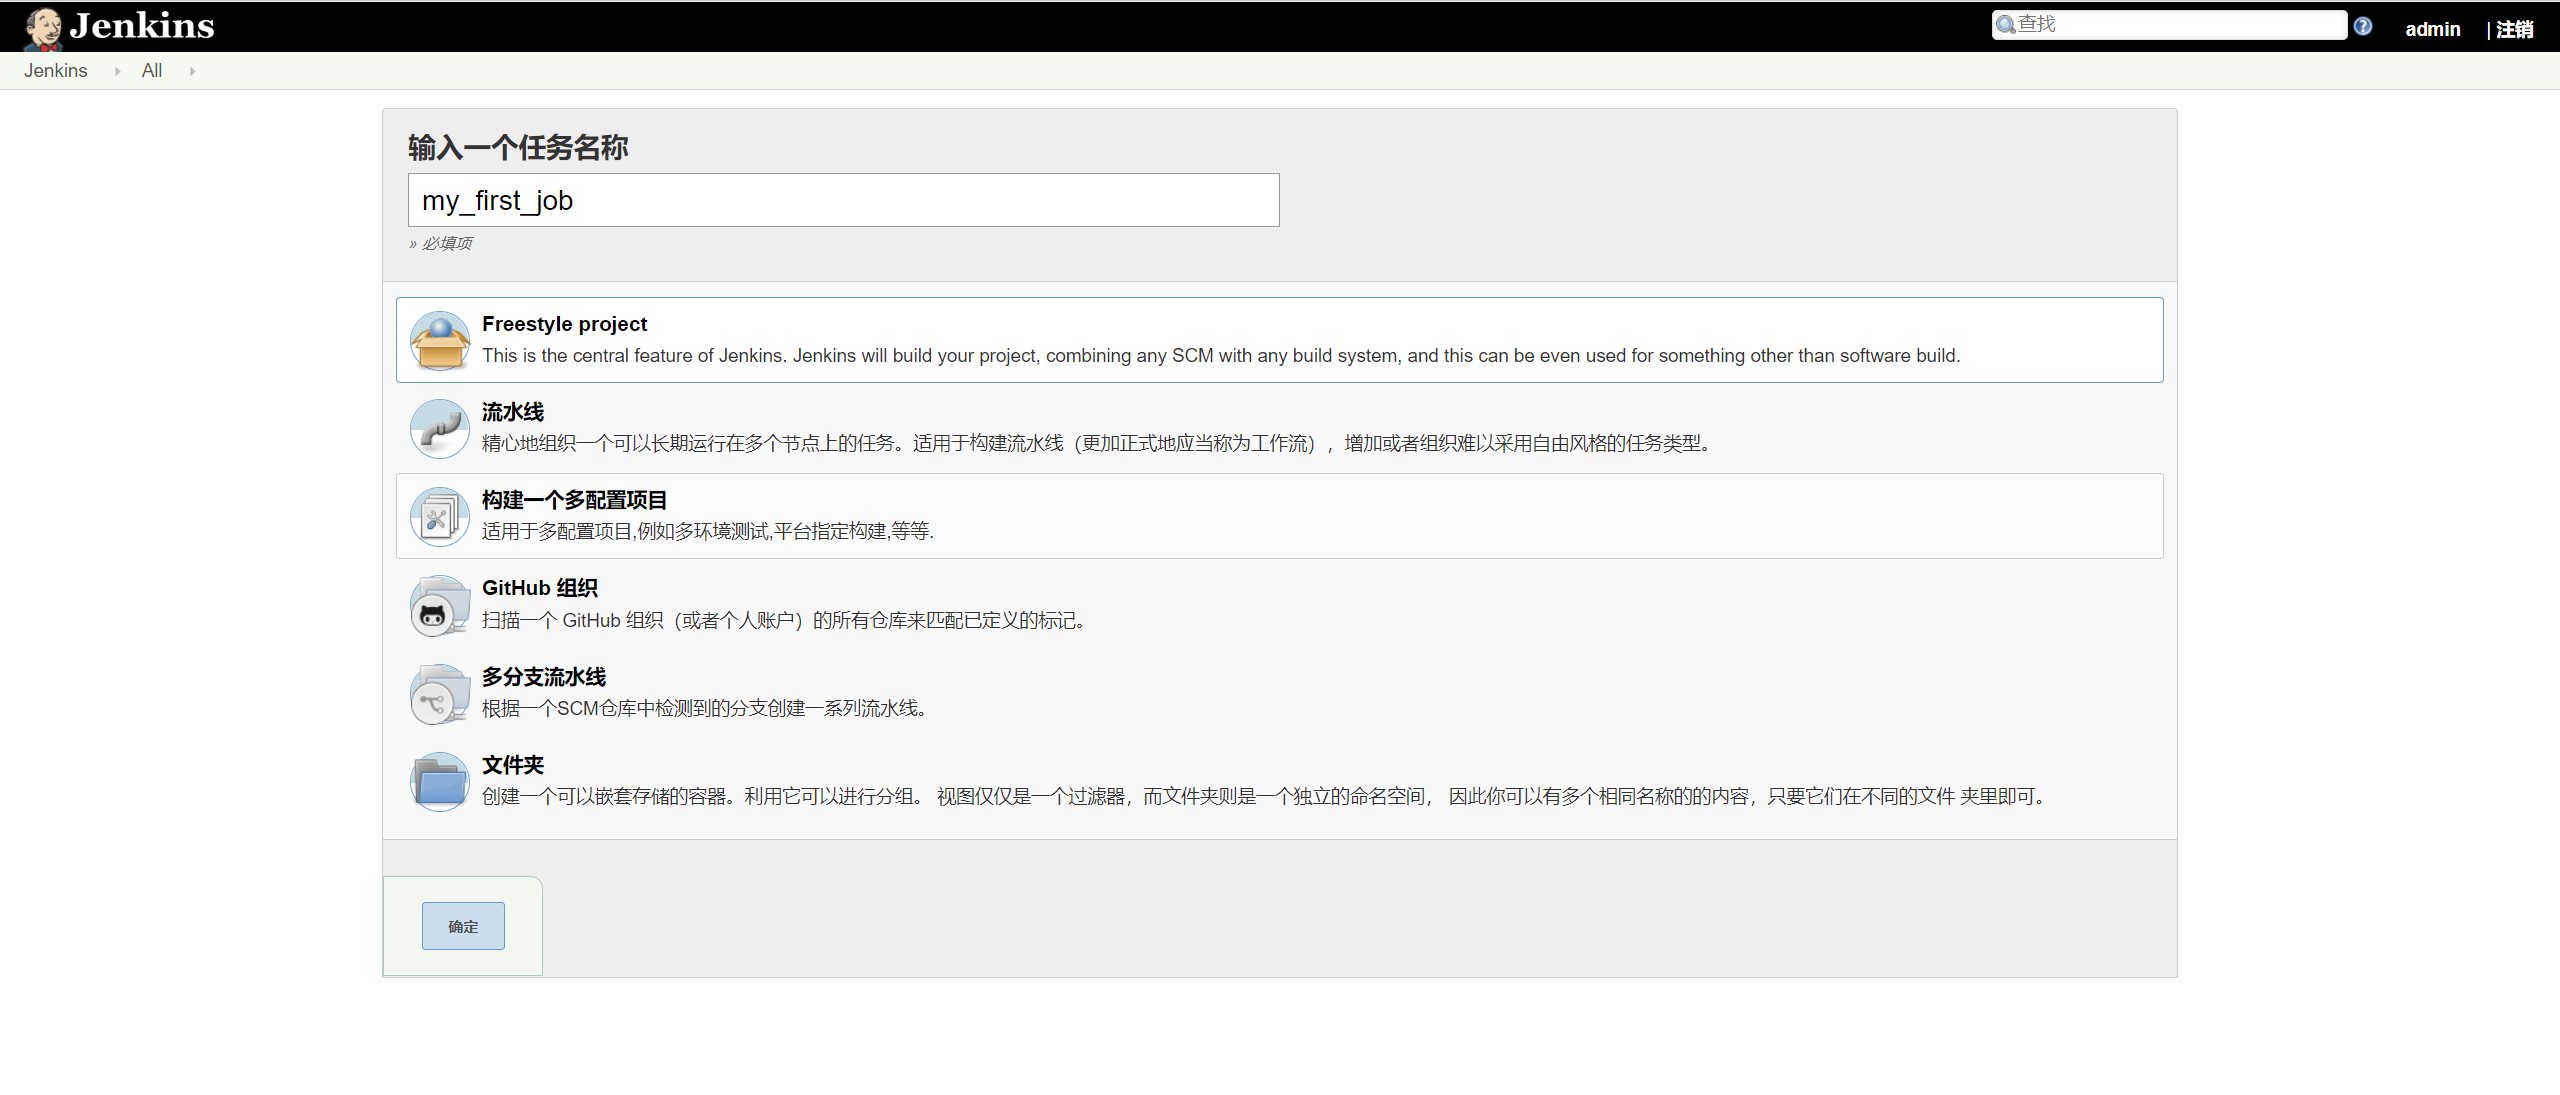 Jenkins
查找
admin
| 注销
Jenkins
All
输入一个任务名称
my_first_job
» 必填项
Freestyle project
This is the central feature of Jenkins. Jenkins will build your project, combining any SCM with any build system, and this can be even used for something other than software build.
流水线
精心地组织一个可以长期运行在多个节点上的任务。适用于构建流水线（更加正式地应当称为工作流），增加或者组织难以采用自由风格的任务类型。
构建一个多配置项目
适用于多配置项目,例如多环境测试,平台指定构建,等等.
GitHub 组织
扫描一个 GitHub 组织（或者个人账户）的所有仓库来匹配已定义的标记。
多分支流水线
根据一个SCM仓库中检测到的分支创建一系列流水线。
文件夹
创建一个可以嵌套存储的容器。利用它可以进行分组。 视图仅仅是一个过滤器，而文件夹则是一个独立的命名空间， 因此你可以有多个相同名称的的内容，只要它们在不同的文件 夹里即可。
确定